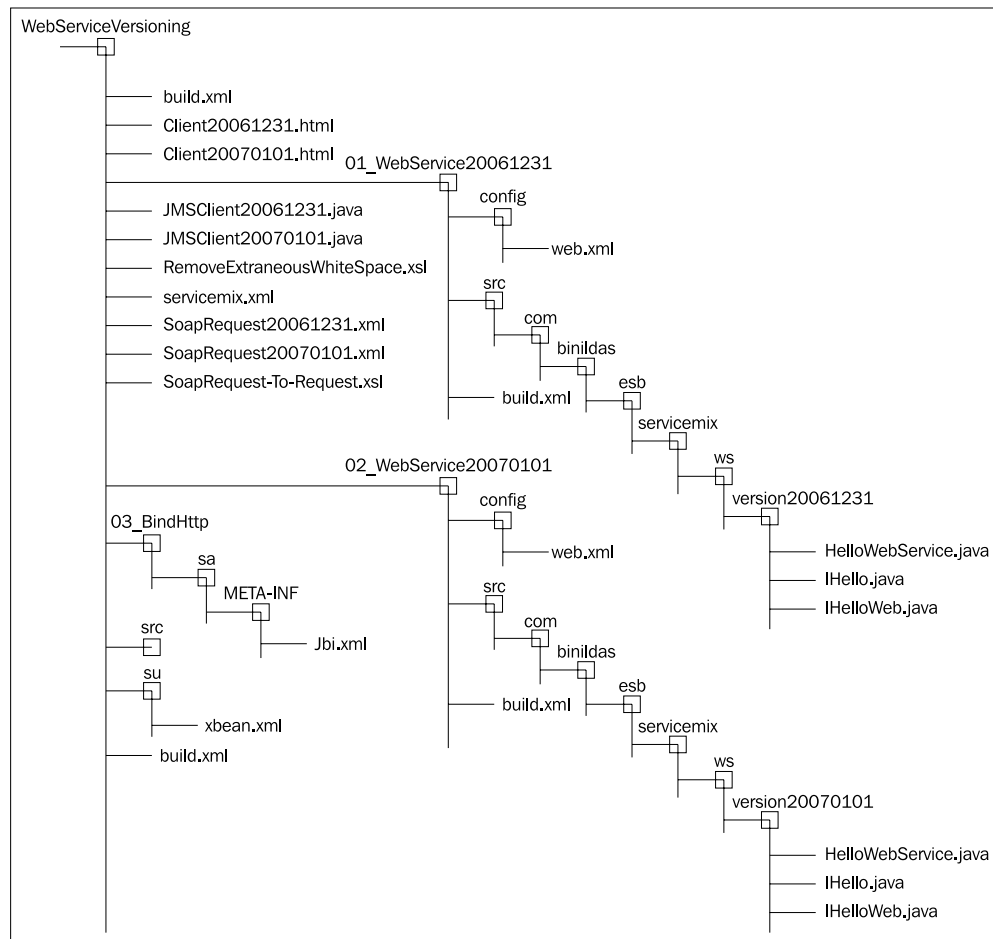 WebServiceVersioning
build.xml
Client20061231.html
Client20070101.html
01_WebService20061231
config
web.xml
JMSClient20061231.java
JMSClient20070101.java
RemoveExtraneousWhiteSpace.xsl
servicemix.xml
SoapRequest20061231.xml
SoapRequest20070101.xml
SoapRequest-To-Request.xsl
src
com
binildas
esb
servicemix
ws
version20061231
HelloWebService.java
IHello.java
IHelloWeb.java
build.xml
02_WebService20070101
config
web.xml
src
com
binildas
esb
servicemix
ws
version20070101
HelloWebService.java
IHello.java
IHelloWeb.java
build.xml
03_BindHttp
sa
META-INF
Jbi.xml
src
su
xbean.xml
build.xml